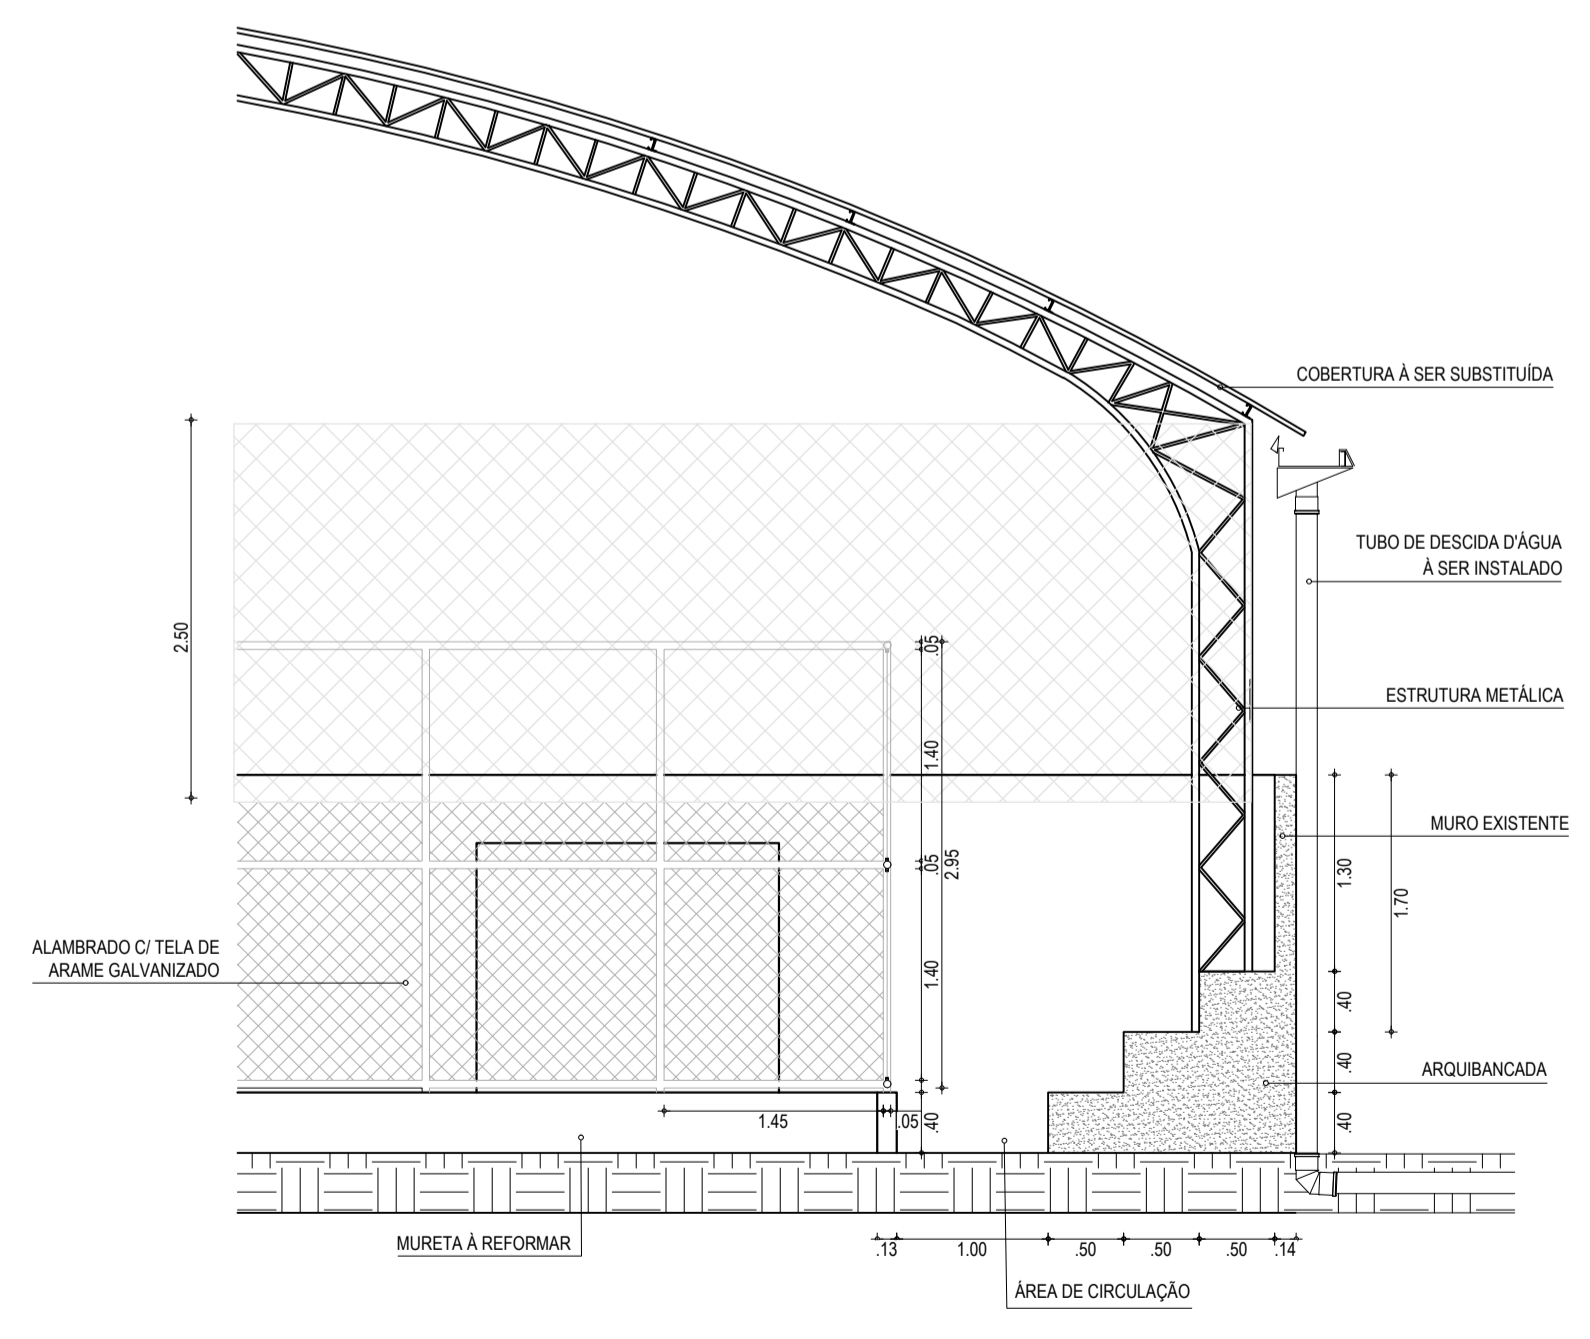 COBERTURA À SER SUBSTITUÍDA
TUBO DE DESCIDA D'ÁGUA
À SER INSTALADO
2.50
.05
ESTRUTURA METÁLICA
1.40
MURO EXISTENTE
.05
2.95
1.30
1.70
ALAMBRADO C/ TELA DE
ARAME GALVANIZADO
1.40
.40
.40
ARQUIBANCADA
1.45
.05
.40
.40
MURETA À REFORMAR
.13
1.00
.50
.50
.50
.14
ÁREA DE CIRCULAÇÃO